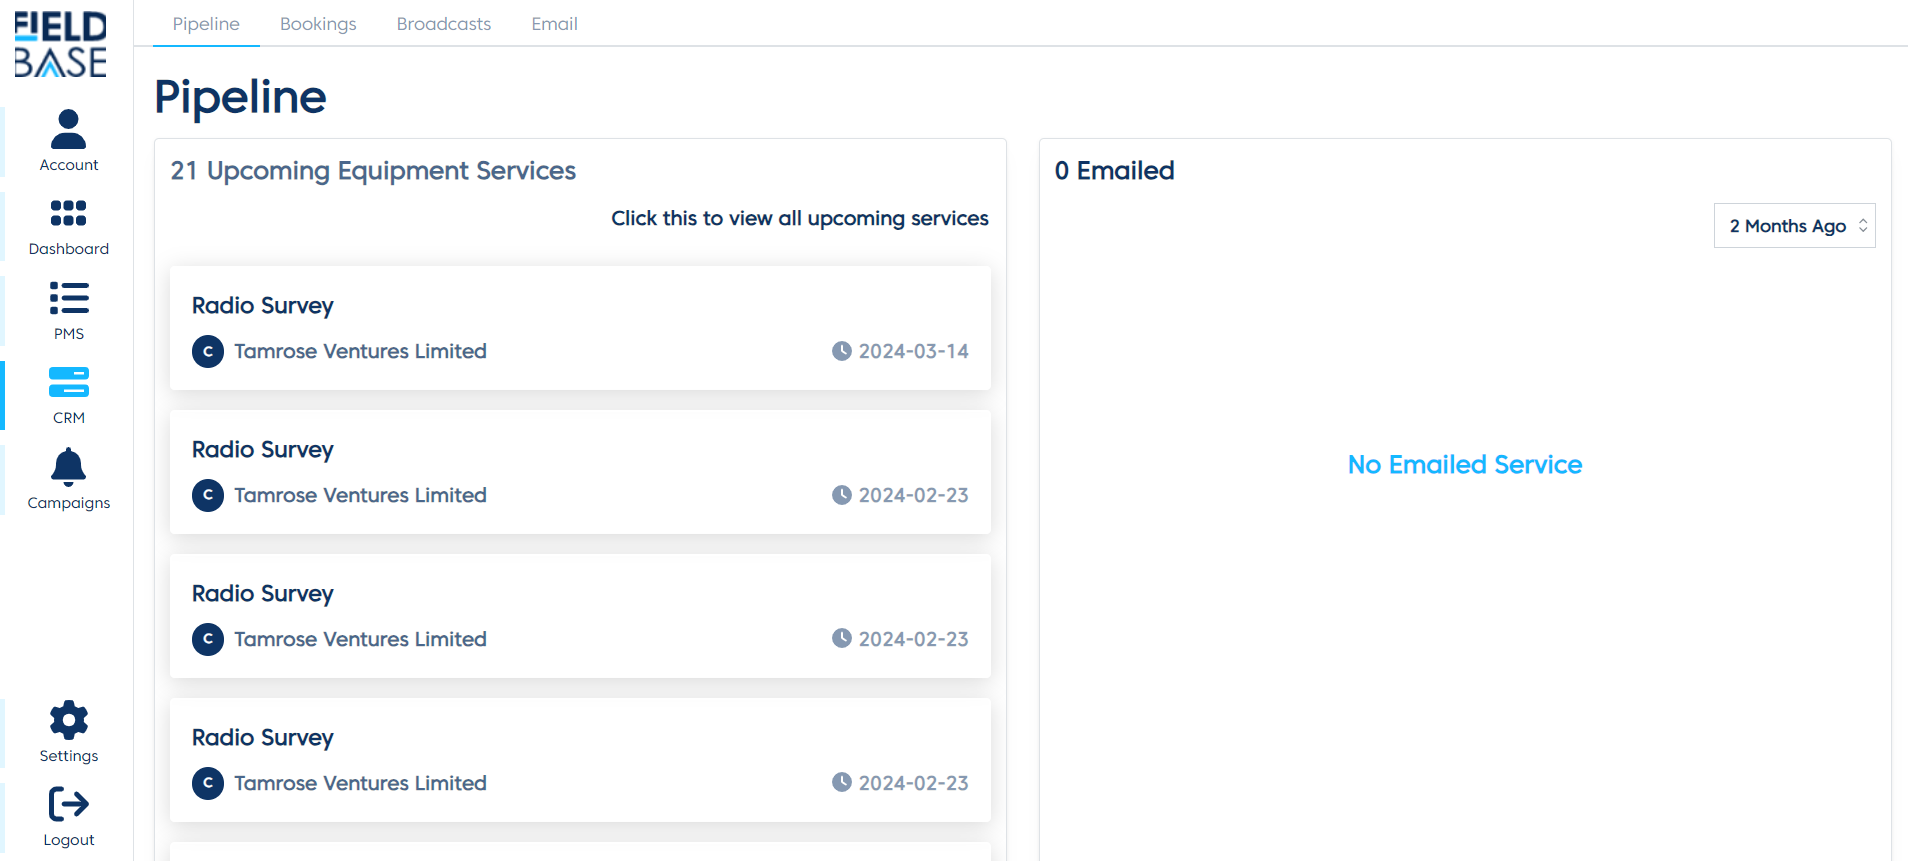 FIELD
BASE
Account
Dashboard
PMS
CRM
Campaigns
Settings
Logout
Pipeline Bookings Broadcasts Email
Pipeline
21 Upcoming Equipment Services
Click this to view all upcoming services
Radio Survey
C Tamrose Ventures Limited 2024-03-14
Radio Survey
C Tamrose Ventures Limited 2024-02-23
Radio Survey
C Tamrose Ventures Limited 2024-02-23
Radio Survey
C Tamrose Ventures Limited 2024-02-23
0 Emailed
2 Months Ago
No Emailed Service